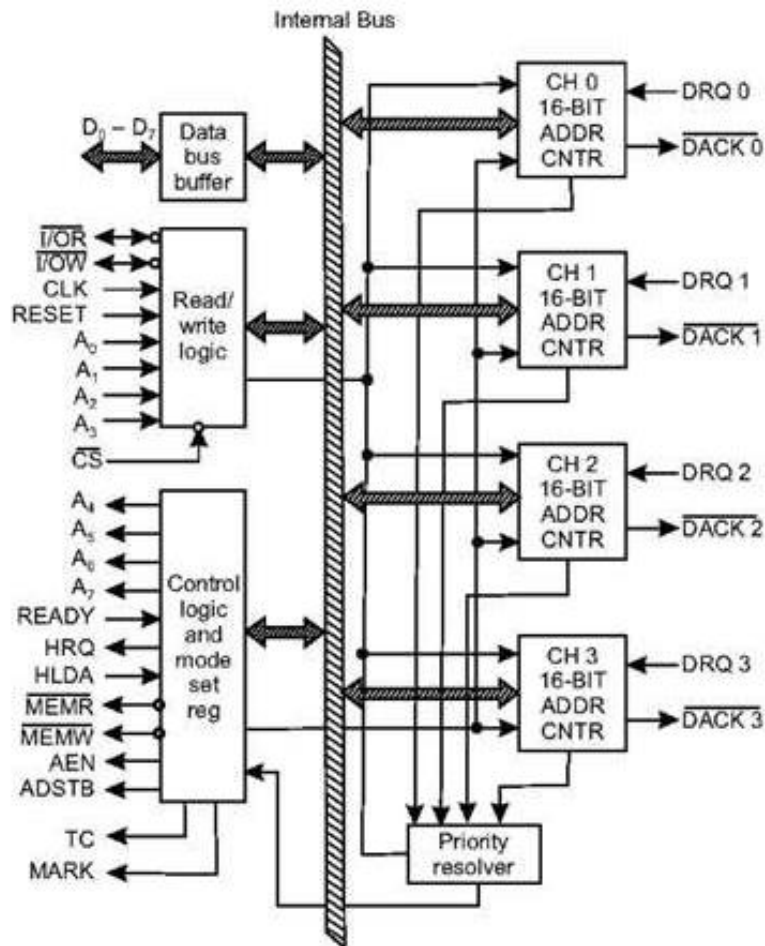 Internal Bus
D₀ – D₇
Data
bus
buffer
I/OR
I/OW
CLK
RESET
A₀
A₁
A₂
A₃
CS
Read/
write
logic
A₄
A₅
A₆
A₇
READY
HRQ
HLDA
MEMR
MEMW
AEN
ADSTB
TC
MARK
Control
logic
and
mode
set
reg
CH 0
16-BIT
ADDR
CNTR
DRQ 0
DACK 0
CH 1
16-BIT
ADDR
CNTR
DRQ 1
DACK 1
CH 2
16-BIT
ADDR
CNTR
DRQ 2
DACK 2
CH 3
16-BIT
ADDR
CNTR
DRQ 3
DACK 3
Priority
resolver